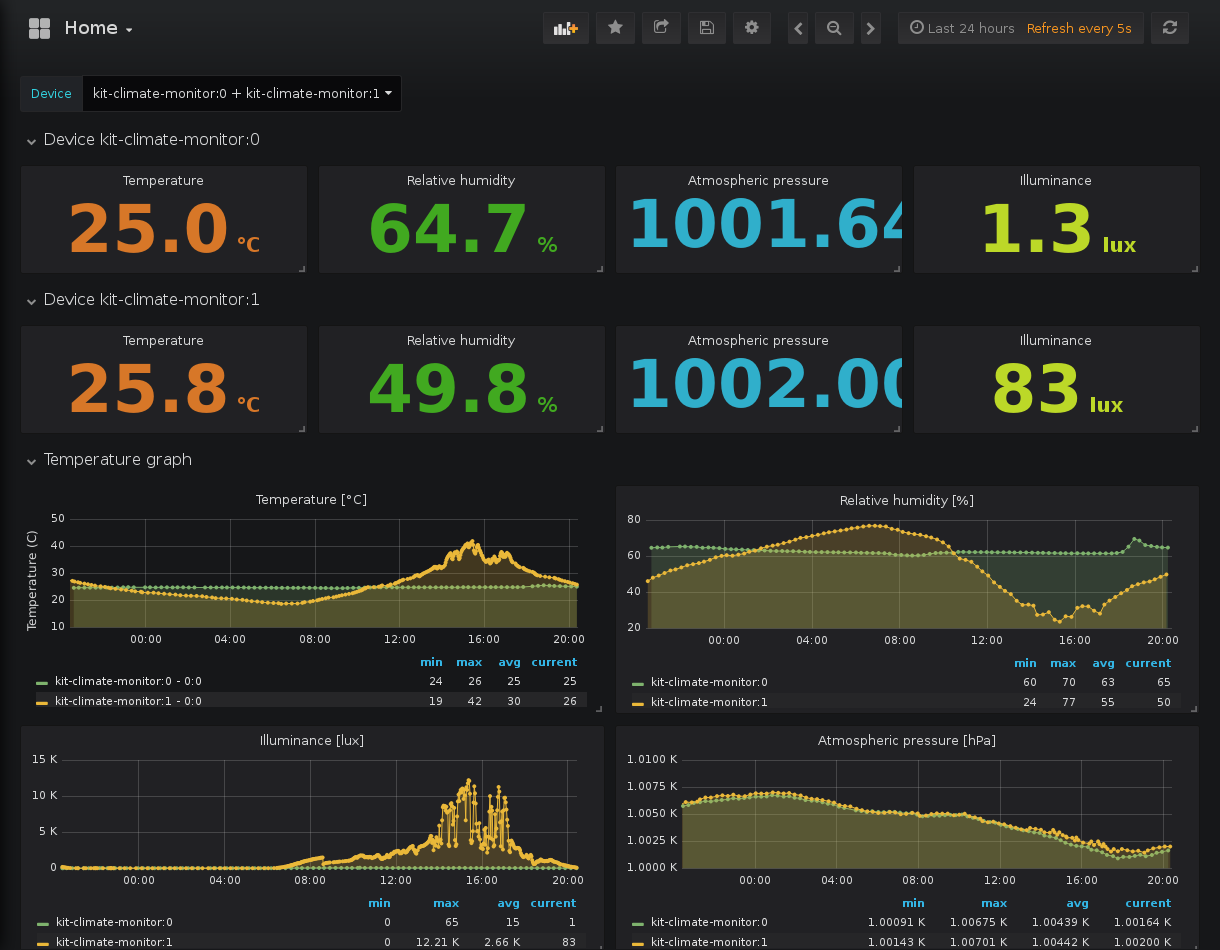 Home
Last 24 hours Refresh every 5s
Device kit-climate-monitor:0 + kit-climate-monitor:1
Device kit-climate-monitor:0
Temperature Relative humidity Atmospheric pressure Illuminance
25.0 °C 64.7 % 1001.64 1.3 lux
Device kit-climate-monitor:1
Temperature Relative humidity Atmospheric pressure Illuminance
25.8 °C 49.8 % 1002.00 83 lux
Temperature graph
Temperature [°C]
Temperature (C)
50
40
30
20
10
00:00 04:00 08:00 12:00 16:00 20:00
min max avg current
kit-climate-monitor:0 - 0:0 24 26 25 25
kit-climate-monitor:1 - 0:0 19 42 30 26
Relative humidity [%]
80
60
40
20
00:00 04:00 08:00 12:00 16:00 20:00
min max avg current
kit-climate-monitor:0 60 70 63 65
kit-climate-monitor:1 24 77 55 50
Illuminance [lux]
15 K
10 K
5 K
0
00:00 04:00 08:00 12:00 16:00 20:00
min max avg current
kit-climate-monitor:0 0 65 15 1
kit-climate-monitor:1 0 12.21 K 2.66 K 83
Atmospheric pressure [hPa]
1.0100 K
1.0075 K
1.0050 K
1.0025 K
1.0000 K
00:00 04:00 08:00 12:00 16:00 20:00
min max avg current
kit-climate-monitor:0 1.00091 K 1.00675 K 1.00439 K 1.00164 K
kit-climate-monitor:1 1.00143 K 1.00701 K 1.00442 K 1.00200 K